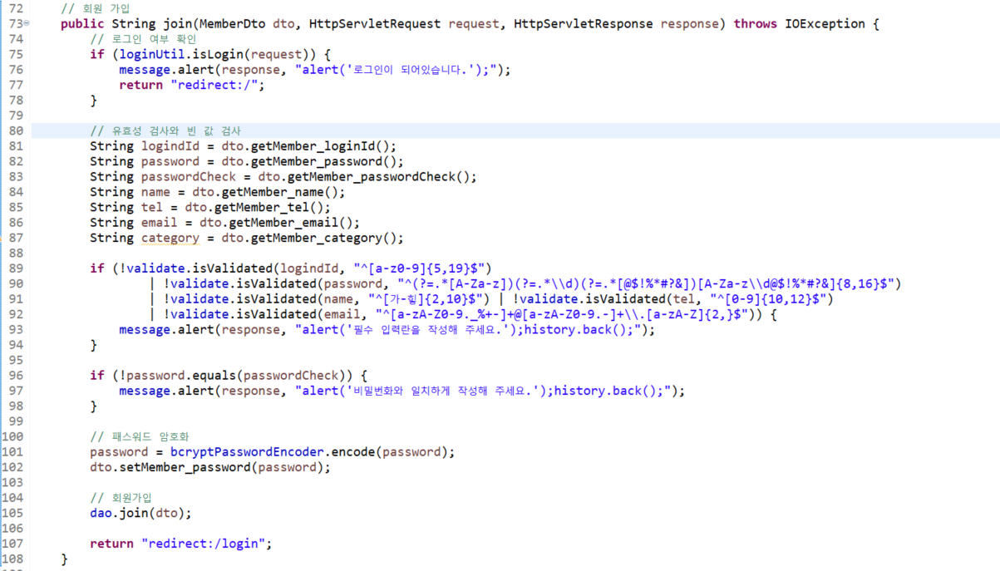 72 // 회원 가입
73 public String join(MemberDto dto, HttpServletRequest request, HttpServletResponse response) throws IOException {
74 // 로그인 여부 확인
75 if (loginUtil.isLogin(request)) {
76 message.alert(response, "alert('로그인이 되어있습니다.');");
77 return "redirect:/";
78 }
79
80 // 유효성 검사와 빈 값 검사
81 String logindId = dto.getMember_loginId();
82 String password = dto.getMember_password();
83 String passwordCheck = dto.getMember_passwordCheck();
84 String name = dto.getMember_name();
85 String tel = dto.getMember_tel();
86 String email = dto.getMember_email();
87 String category = dto.getMember_category();
88
89 if (!validate.isValidated(logindId, "^[a-z0-9]{5,19}$")
90 | !validate.isValidated(password, "^(?=.*[A-Za-z])(?=.*\\d)(?=.*[@$!%*#?&])[A-Za-z\\d@$!%*#?&]{8,16}$")
91 | !validate.isValidated(name, "^[가-힣]{2,10}$") | !validate.isValidated(tel, "^[0-9]{10,12}$")
92 | !validate.isValidated(email, "^[a-zA-Z0-9._%+-]+@[a-zA-Z0-9.-]+\\.[a-zA-Z]{2,}$")) {
93 message.alert(response, "alert('필수 입력란을 작성해 주세요.');history.back();");
94 }
95
96 if (!password.equals(passwordCheck)) {
97 message.alert(response, "alert('비밀번화와 일치하게 작성해 주세요.');history.back();");
98 }
99
100 // 패스워드 암호화
101 password = bcryptPasswordEncoder.encode(password);
102 dto.setMember_password(password);
103
104 // 회원가입
105 dao.join(dto);
106
107 return "redirect:/login";
108 }